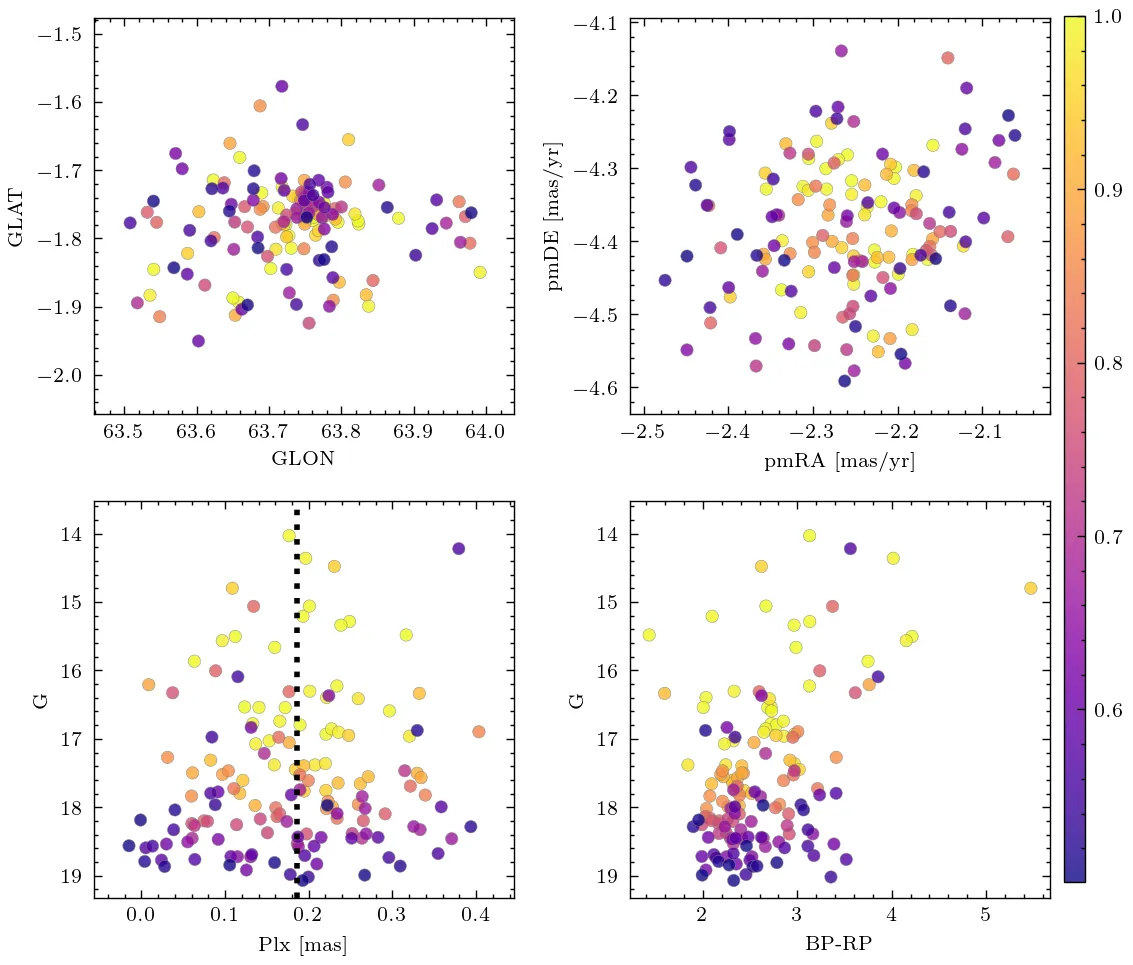 −1.5
−1.6
−1.7
−1.8
−1.9
−2.0
GLAT
63.5 63.6 63.7 63.8 63.9 64.0
GLON
−4.1
−4.2
−4.3
−4.4
−4.5
−4.6
pmDE [mas/yr]
−2.5 −2.4 −2.3 −2.2 −2.1
pmRA [mas/yr]
14
15
16
17
18
19
G
0.0 0.1 0.2 0.3 0.4
Plx [mas]
14
15
16
17
18
19
G
2 3 4 5
BP-RP
1.0
0.9
0.8
0.7
0.6